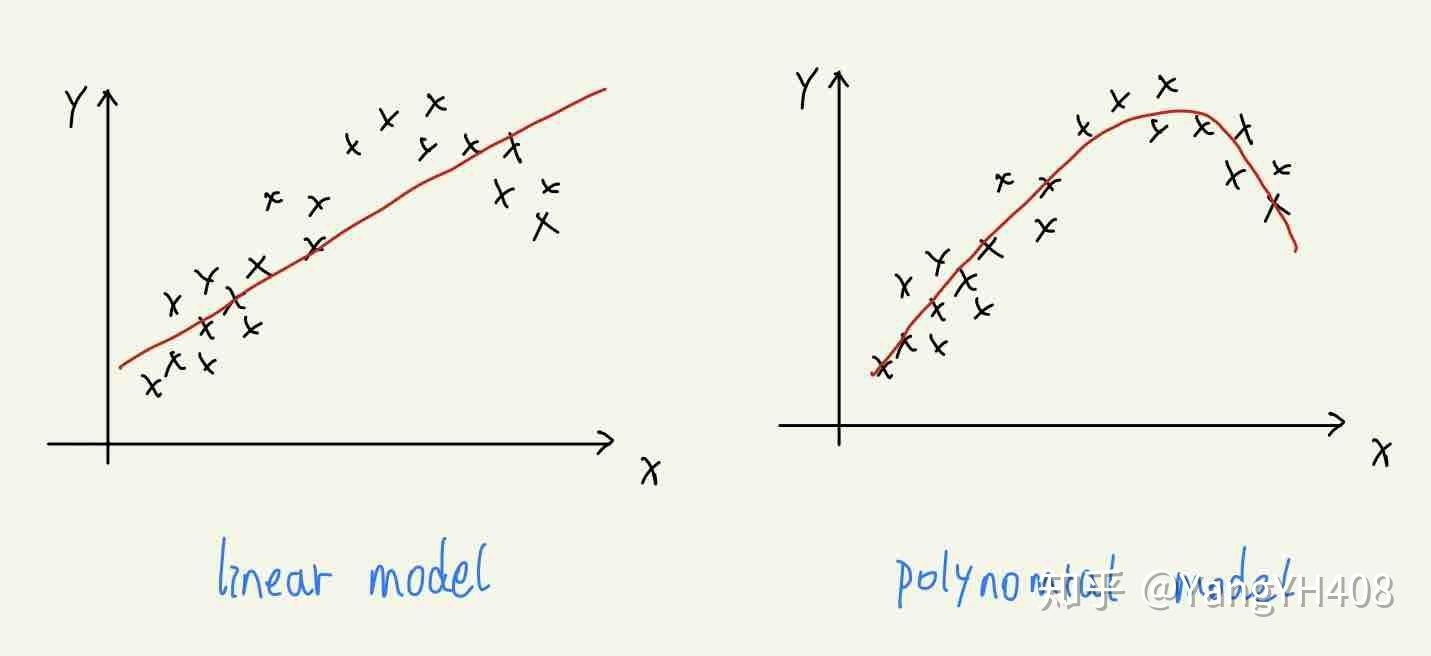 Y
X
linear model
Y
X
polynomial model
知乎 @YangYH408